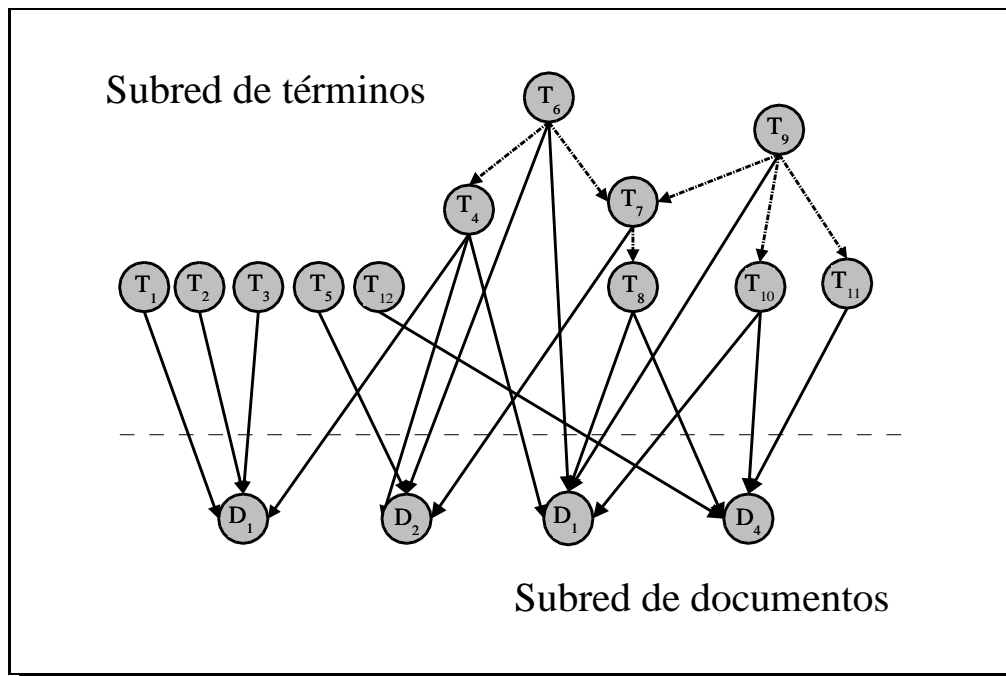 Subred de términos
T6
T9
T4
T7
T1 T2 T3 T5 T12 T8 T10 T11
D1 D2 D1 D4
Subred de documentos